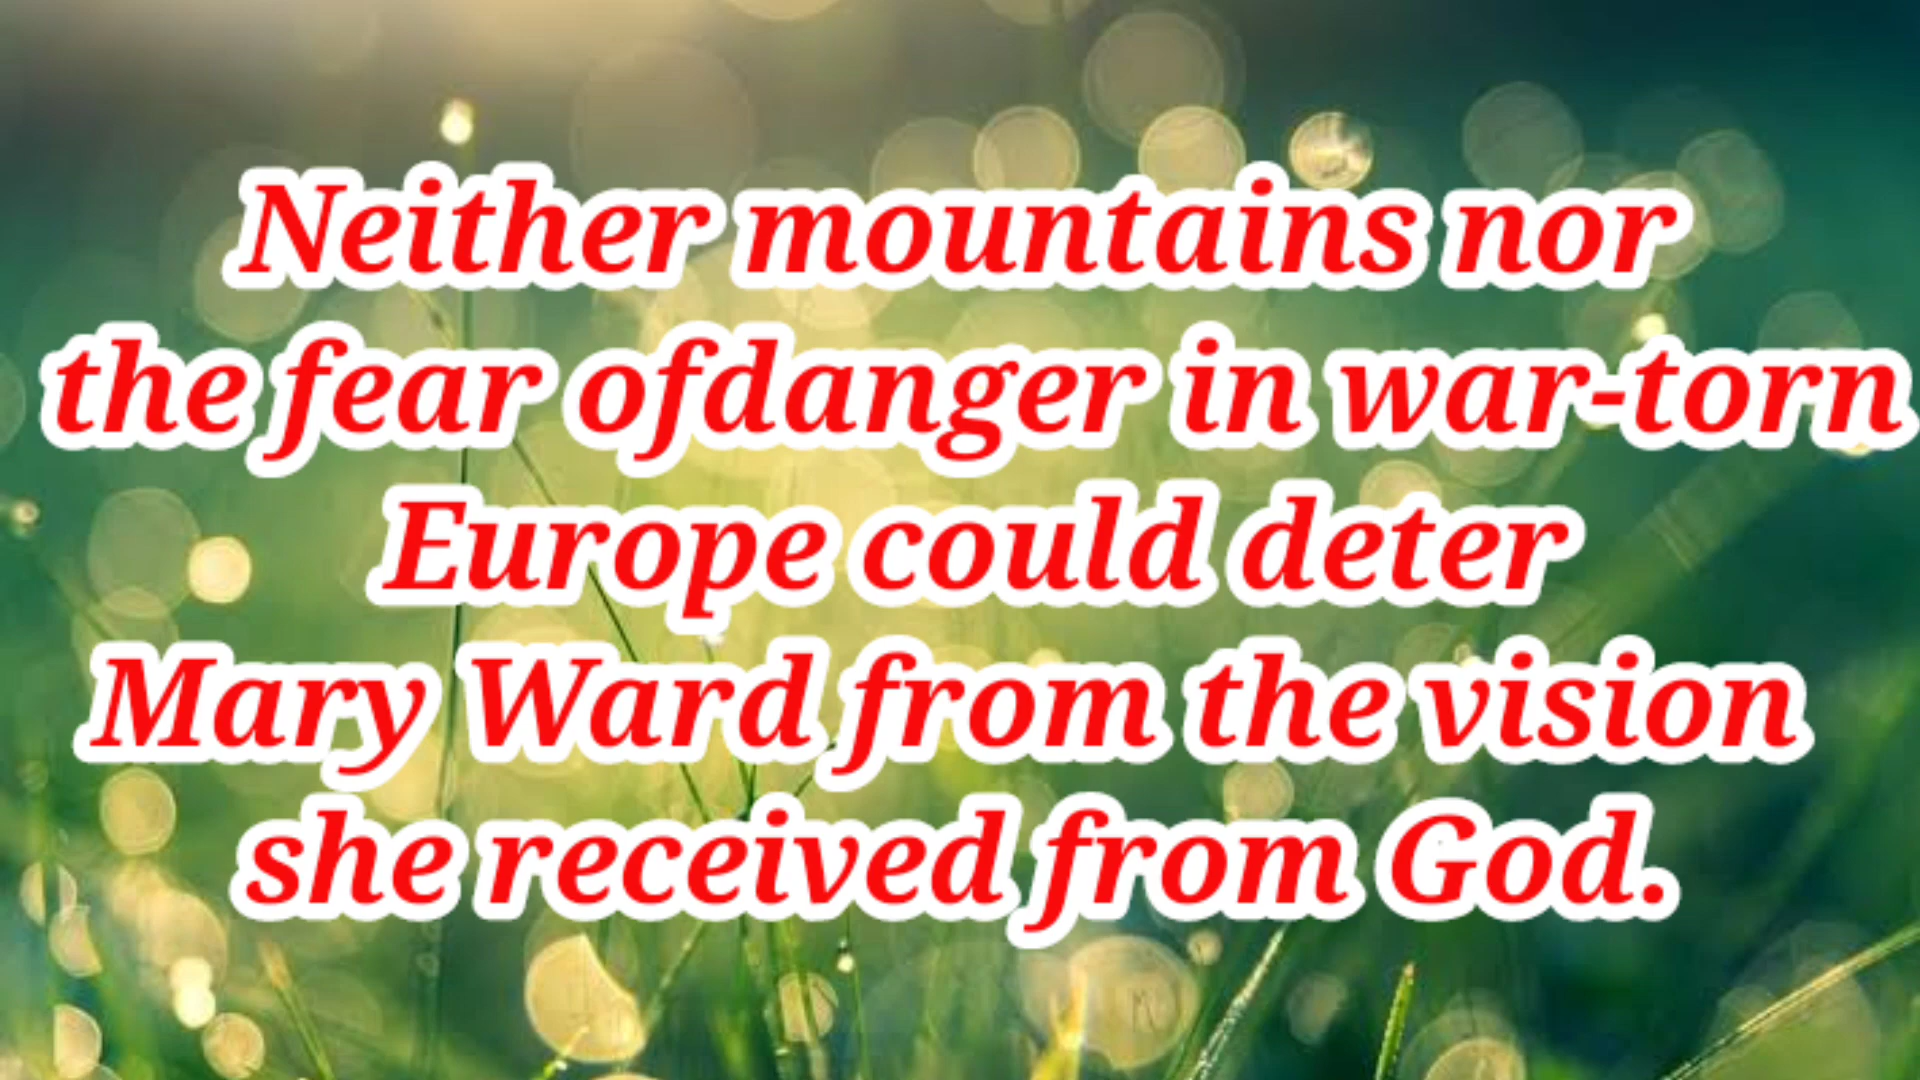 Neither mountains nor
the fear ofdanger in war-torn
Europe could deter
Mary Ward from the vision
she received from God.